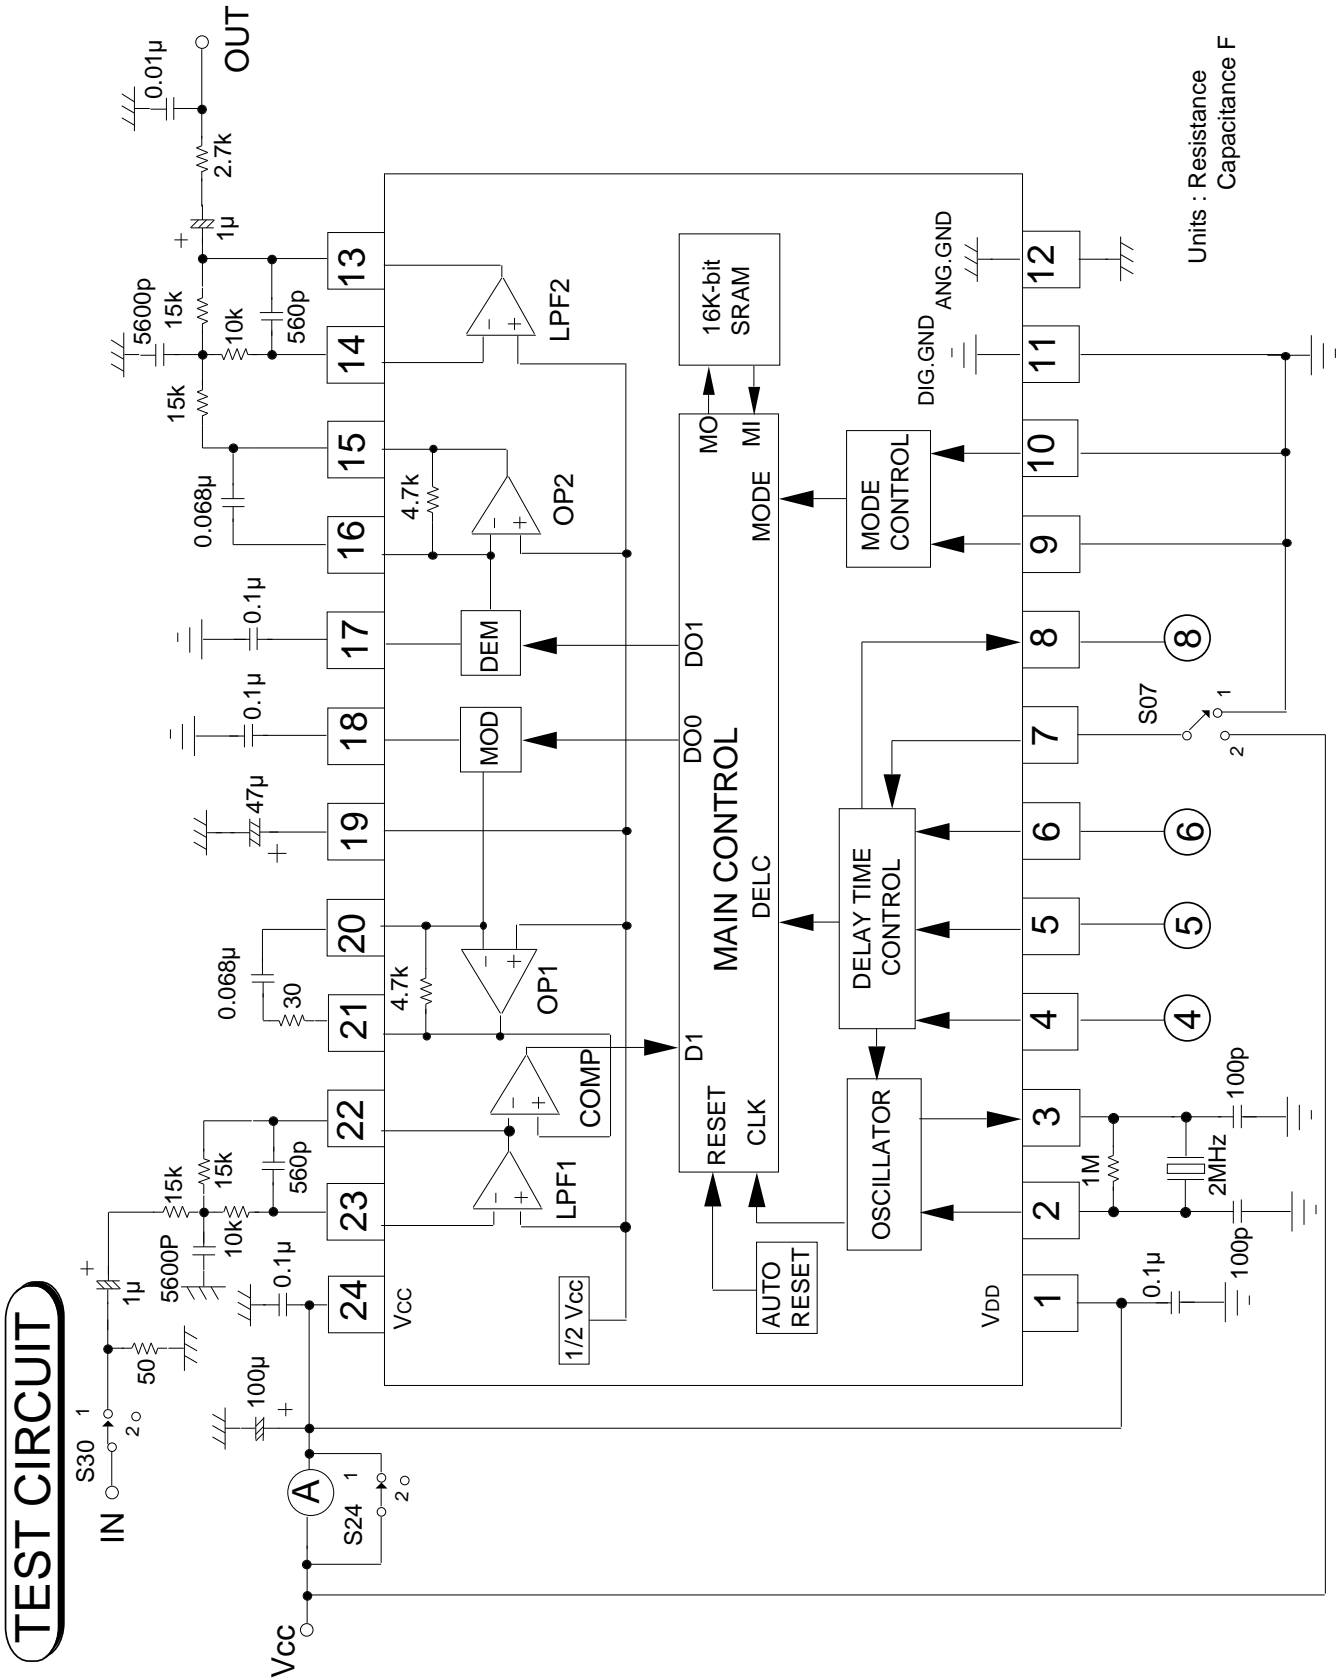 TEST CIRCUIT
IN
S30
1
2
50
1µ
+
15k
5600P
15k
10k
560p
0.068µ
30
47µ
+
0.1µ
0.1µ
0.068µ
15k
5600p
15k
10k
560p
+
1µ
2.7k
0.01µ
OUT
Vcc
A
S24
1
2
100µ
+
0.1µ
24
23
22
21
20
19
18
17
16
15
14
13
VCC
LPF1
COMP
4.7k
OP1
MOD
DEM
4.7k
OP2
LPF2
− +
− +
− +
− +
− +
1/2 Vcc
RESET
D1
DO0
DO1
MO
MI
16K-bit
SRAM
MAIN CONTROL
CLK
DELC
MODE
AUTO
RESET
OSCILLATOR
DELAY TIME
CONTROL
MODE
CONTROL
VDD
DIG.GND
ANG.GND
1
2
3
4
5
6
7
8
9
10
11
12
0.1µ
100p
1M
2MHz
100p
4
5
6
S07
1
2
8
Units : Resistance
Capacitance F